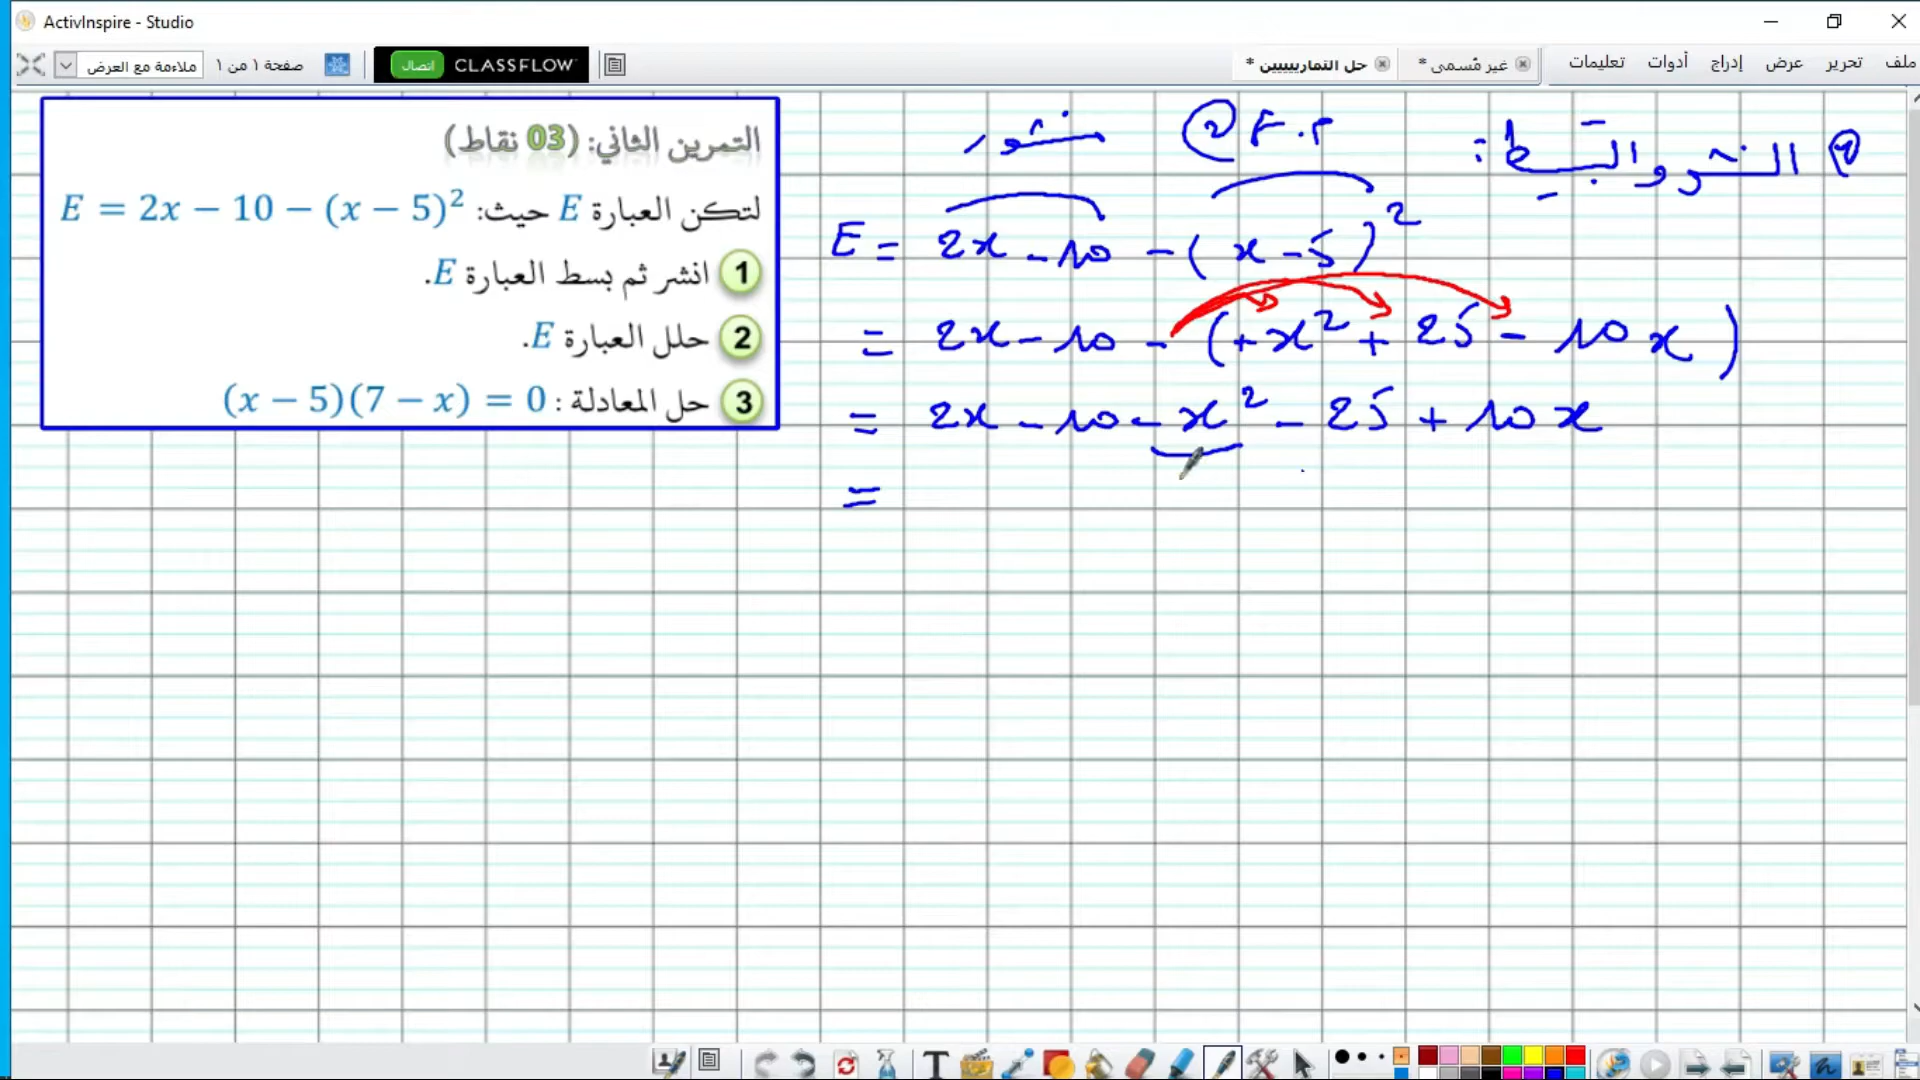 ActivInspire - Studio
ملف تحرير عرض إدراج أدوات تعليمات
غير مُسمى *
حل التماريييين *
CLASSFLOW
اتصال
صفحة ١ من ١
ملاءمة مع العرض
التمرين الثاني: (03 نقاط)
لتكن العبارة E حيث: E = 2x − 10 − (x − 5)²
1 انشر ثم بسط العبارة E.
2 حلل العبارة E.
3 حل المعادلة : (x − 5)(7 − x) = 0
النشر والتبسيط :
منشور
② م.F
E = 2x - 10 - (x - 5)²
= 2x - 10 - (+x² + 25 - 10x)
= 2x - 10 - x² - 25 + 10x
=